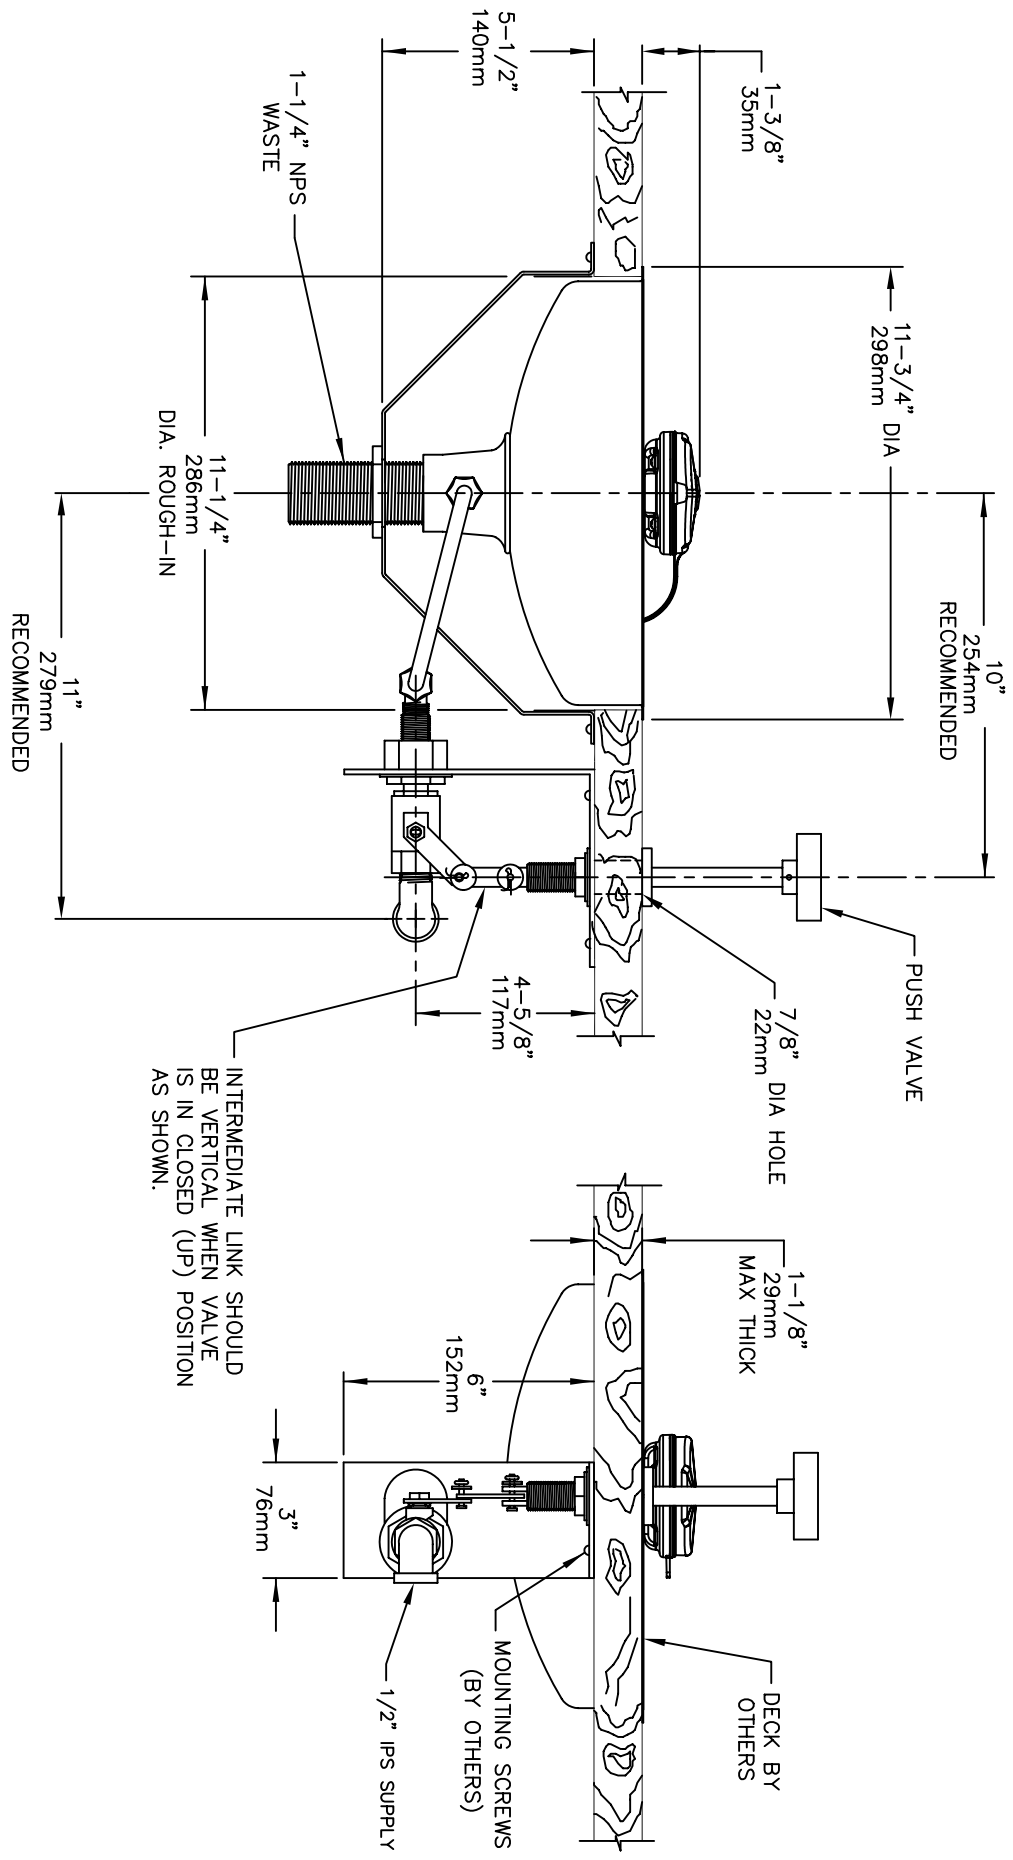 10"
254mm
RECOMMENDED
11-3/4"
298mm DIA
1-3/8"
35mm
5-1/2"
140mm
1-1/4" NPS
WASTE
11-1/4"
286mm
DIA. ROUGH-IN
11"
279mm
RECOMMENDED
PUSH VALVE
7/8"
22mm DIA HOLE
4-5/8"
117mm
INTERMEDIATE LINK SHOULD
BE VERTICAL WHEN VALVE
IS IN CLOSED (UP) POSITION
AS SHOWN.
1-1/8"
29mm
MAX THICK
6"
152mm
3"
76mm
DECK BY
OTHERS
MOUNTING SCREWS
(BY OTHERS)
1/2" IPS SUPPLY